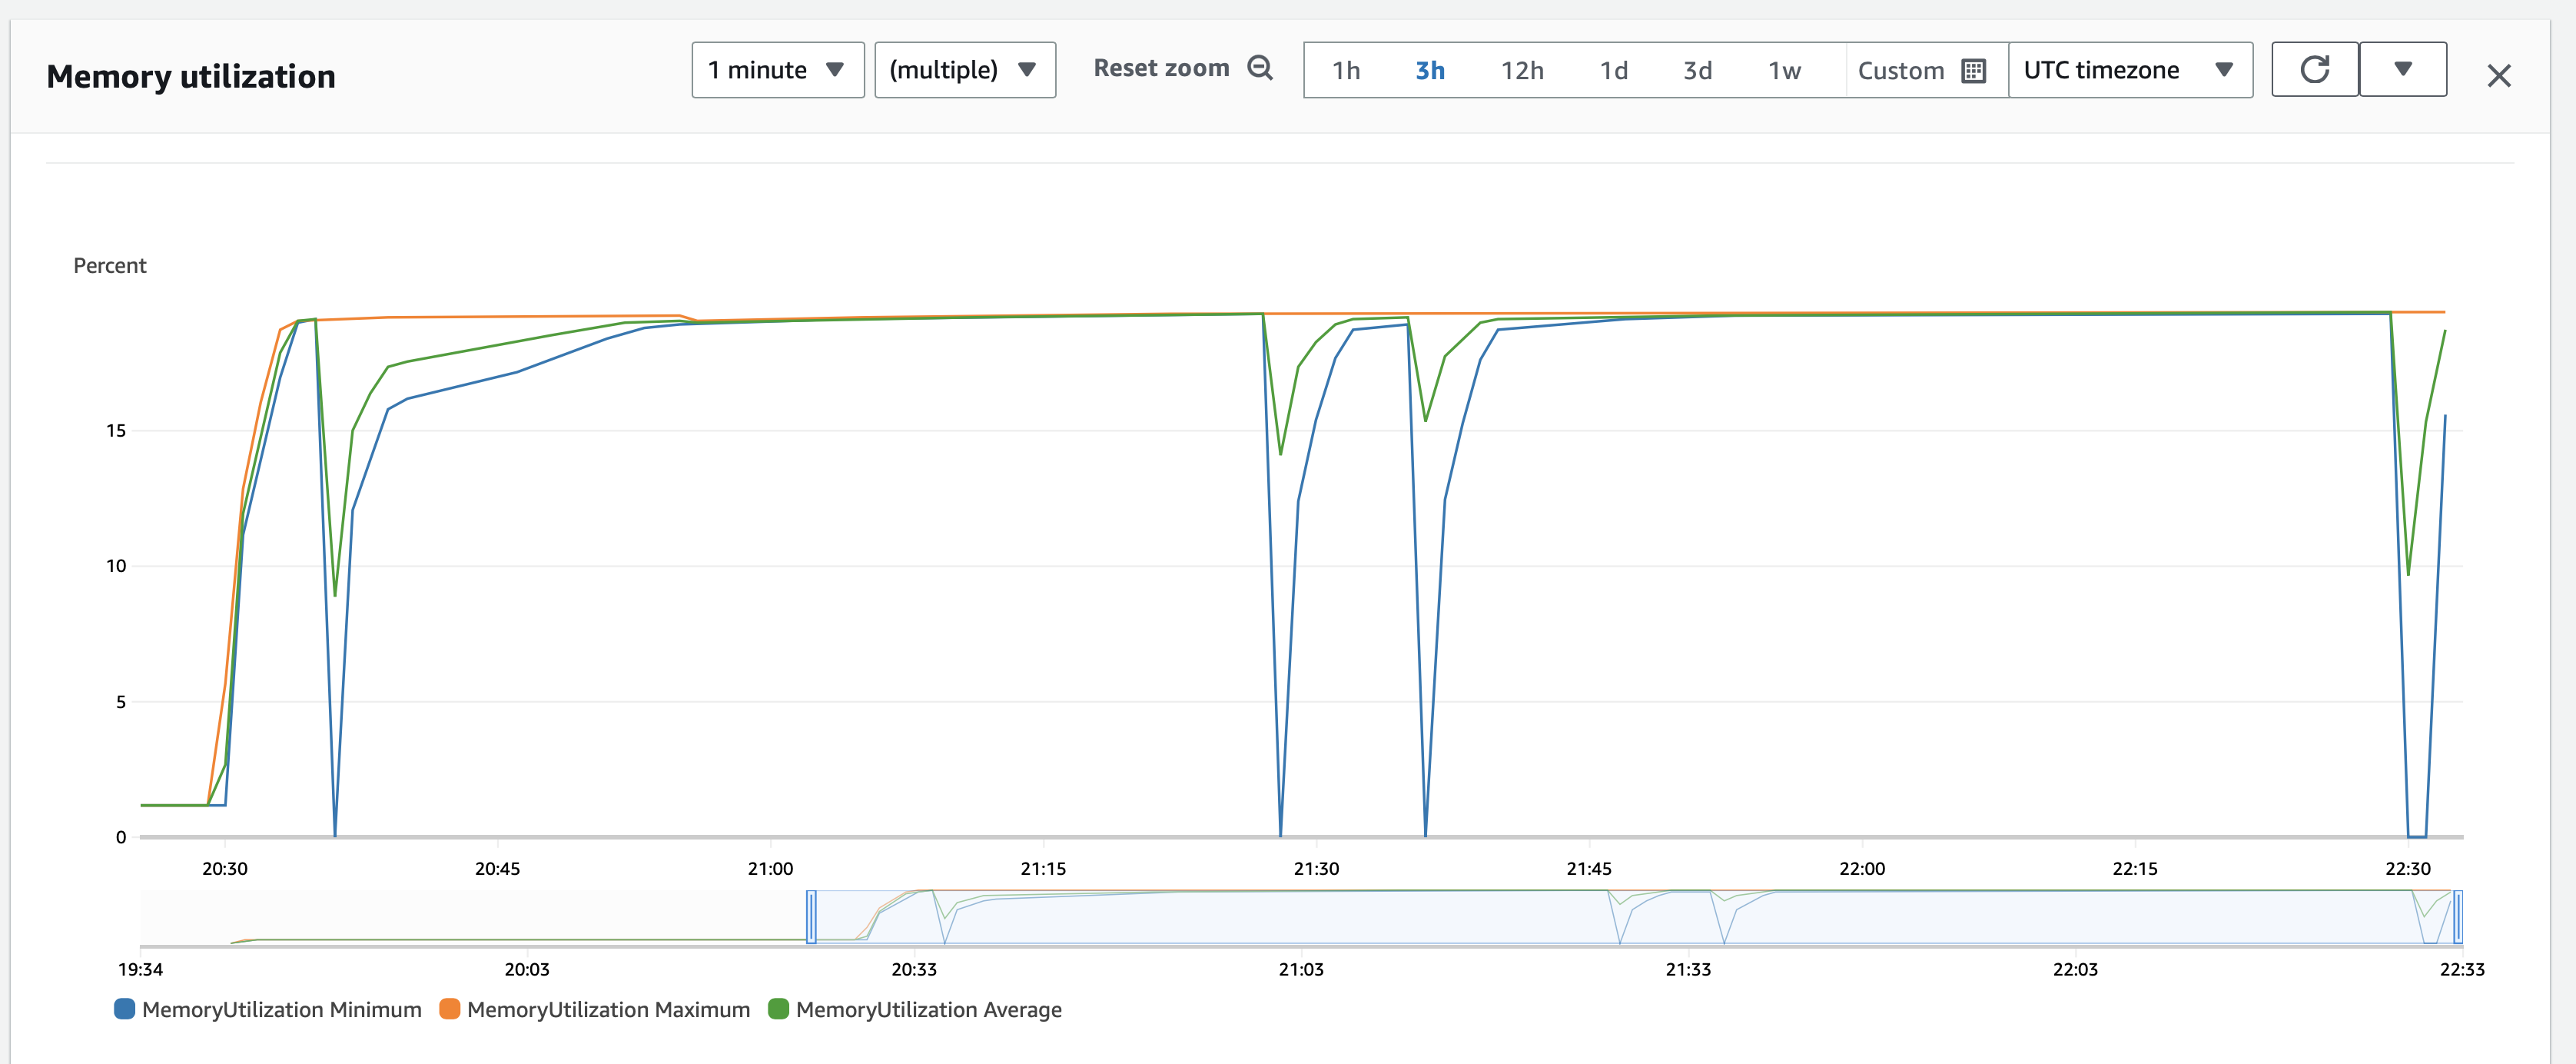 Memory utilization 1 minute (multiple) Reset zoom 1h 3h 12h 1d 3d 1w Custom UTC timezone
Percent
15
10
5
0
20:30 20:45 21:00 21:15 21:30 21:45 22:00 22:15 22:30
19:34 20:03 20:33 21:03 21:33 22:03 22:33
MemoryUtilization Minimum MemoryUtilization Maximum MemoryUtilization Average